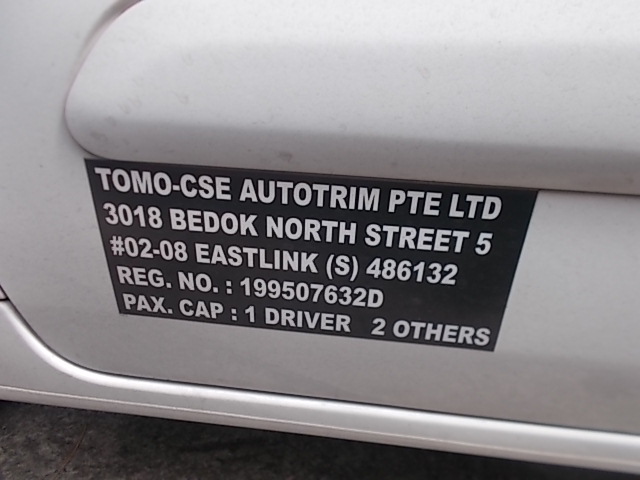 TOMO-CSE AUTOTRIM PTE LTD
3018 BEDOK NORTH STREET 5
#02-08 EASTLINK (S) 486132
REG. NO. : 199507632D
PAX. CAP : 1 DRIVER 2 OTHERS